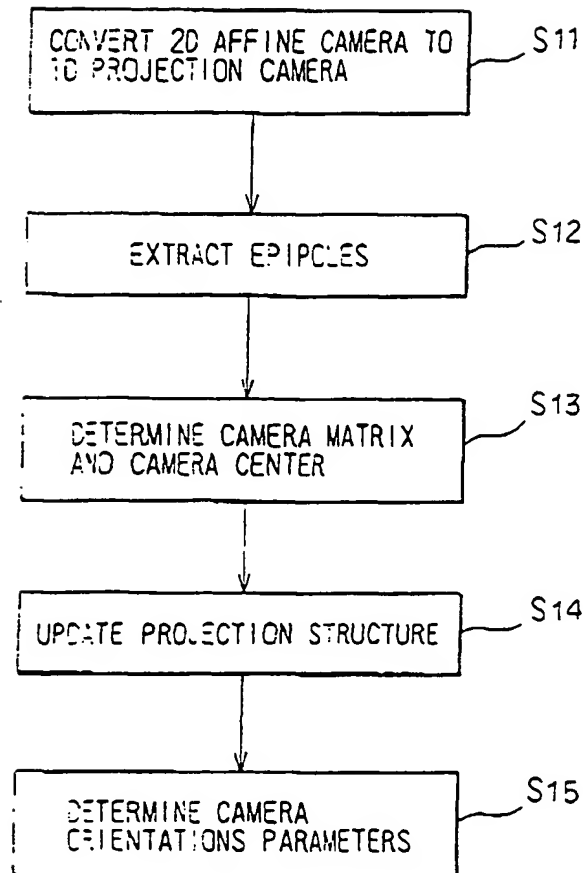 CONVERT 2D AFFINE CAMERA TO
1D PROJECTION CAMERA
S11
EXTRACT EPIPOLES
S12
DETERMINE CAMERA MATRIX
AND CAMERA CENTER
S13
UPDATE PROJECTION STRUCTURE
S14
DETERMINE CAMERA
ORIENTATIONS PARAMETERS
S15